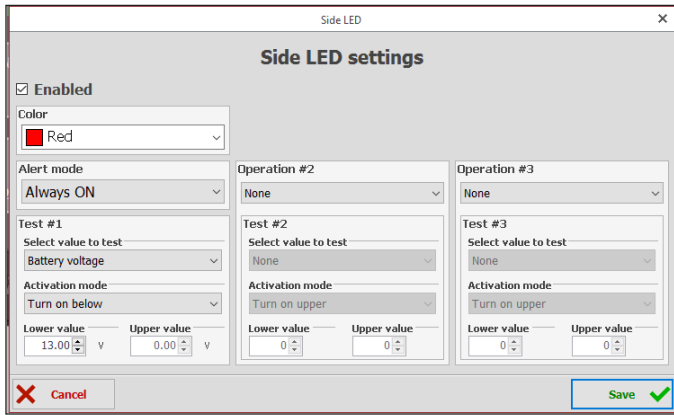 Side LED
Side LED settings
Enabled
Color
Red
Alert mode
Always ON
Operation #2
None
Operation #3
None
Test #1
Select value to test
Battery voltage
Activation mode
Turn on below
Lower value Upper value
13.00 V 0.00 V
Test #2
Select value to test
None
Activation mode
Turn on upper
Lower value Upper value
0 0
Test #3
Select value to test
None
Activation mode
Turn on upper
Lower value Upper value
0 0
Cancel
Save